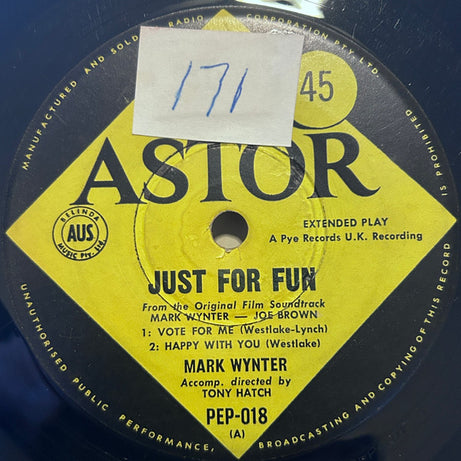 MANUFACTURED AND SOLD
RADIO
CORPORATION PTY. LTD.
171
45
ASTOR
EXTENDED PLAY
A Pye Records U.K. Recording
BELINDA
AUS
MUSIC Pty. Ltd.
JUST FOR FUN
From the Original Film Soundtrack
MARK WYNTER — JOE BROWN
1: VOTE FOR ME (Westlake-Lynch)
2: HAPPY WITH YOU (Westlake)
MARK WYNTER
Accomp. directed by
TONY HATCH
PEP-018
(A)
UNAUTHORISED PUBLIC PERFORMANCE, BROADCASTING AND COPYING OF THIS RECORD IS PROHIBITED